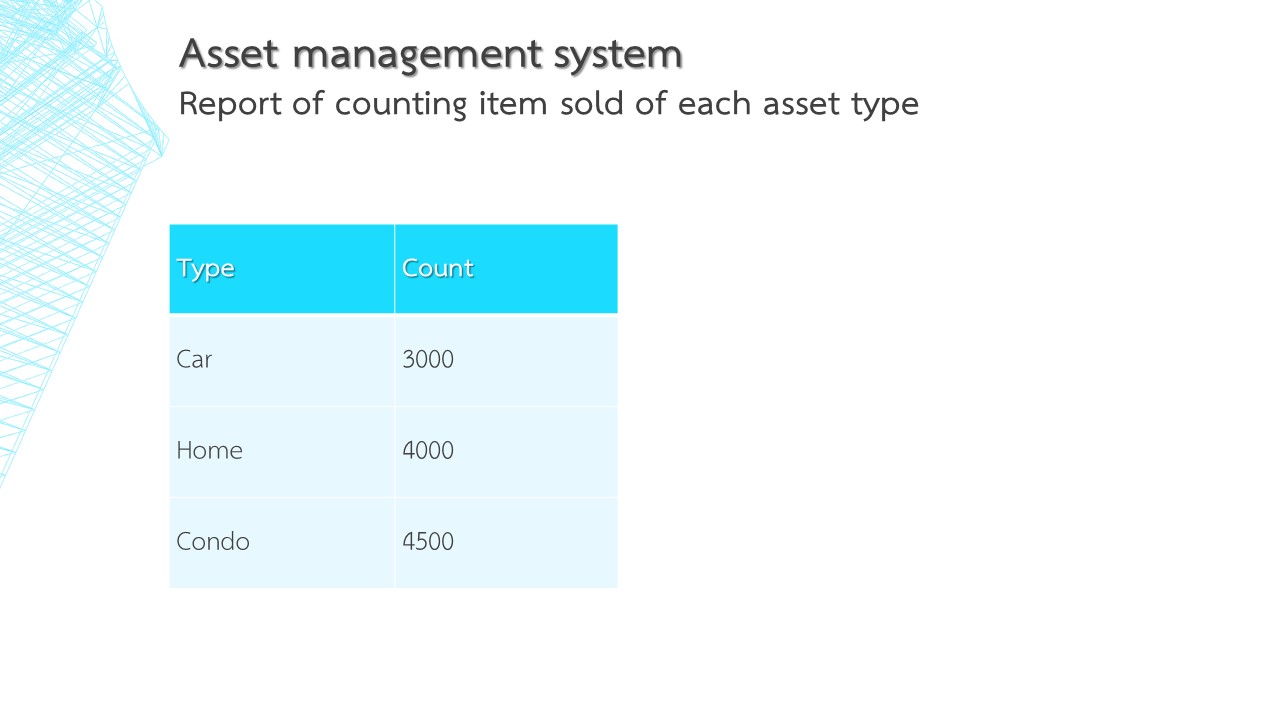 Asset management system
Report of counting item sold of each asset type
Type Count
Car 3000
Home 4000
Condo 4500